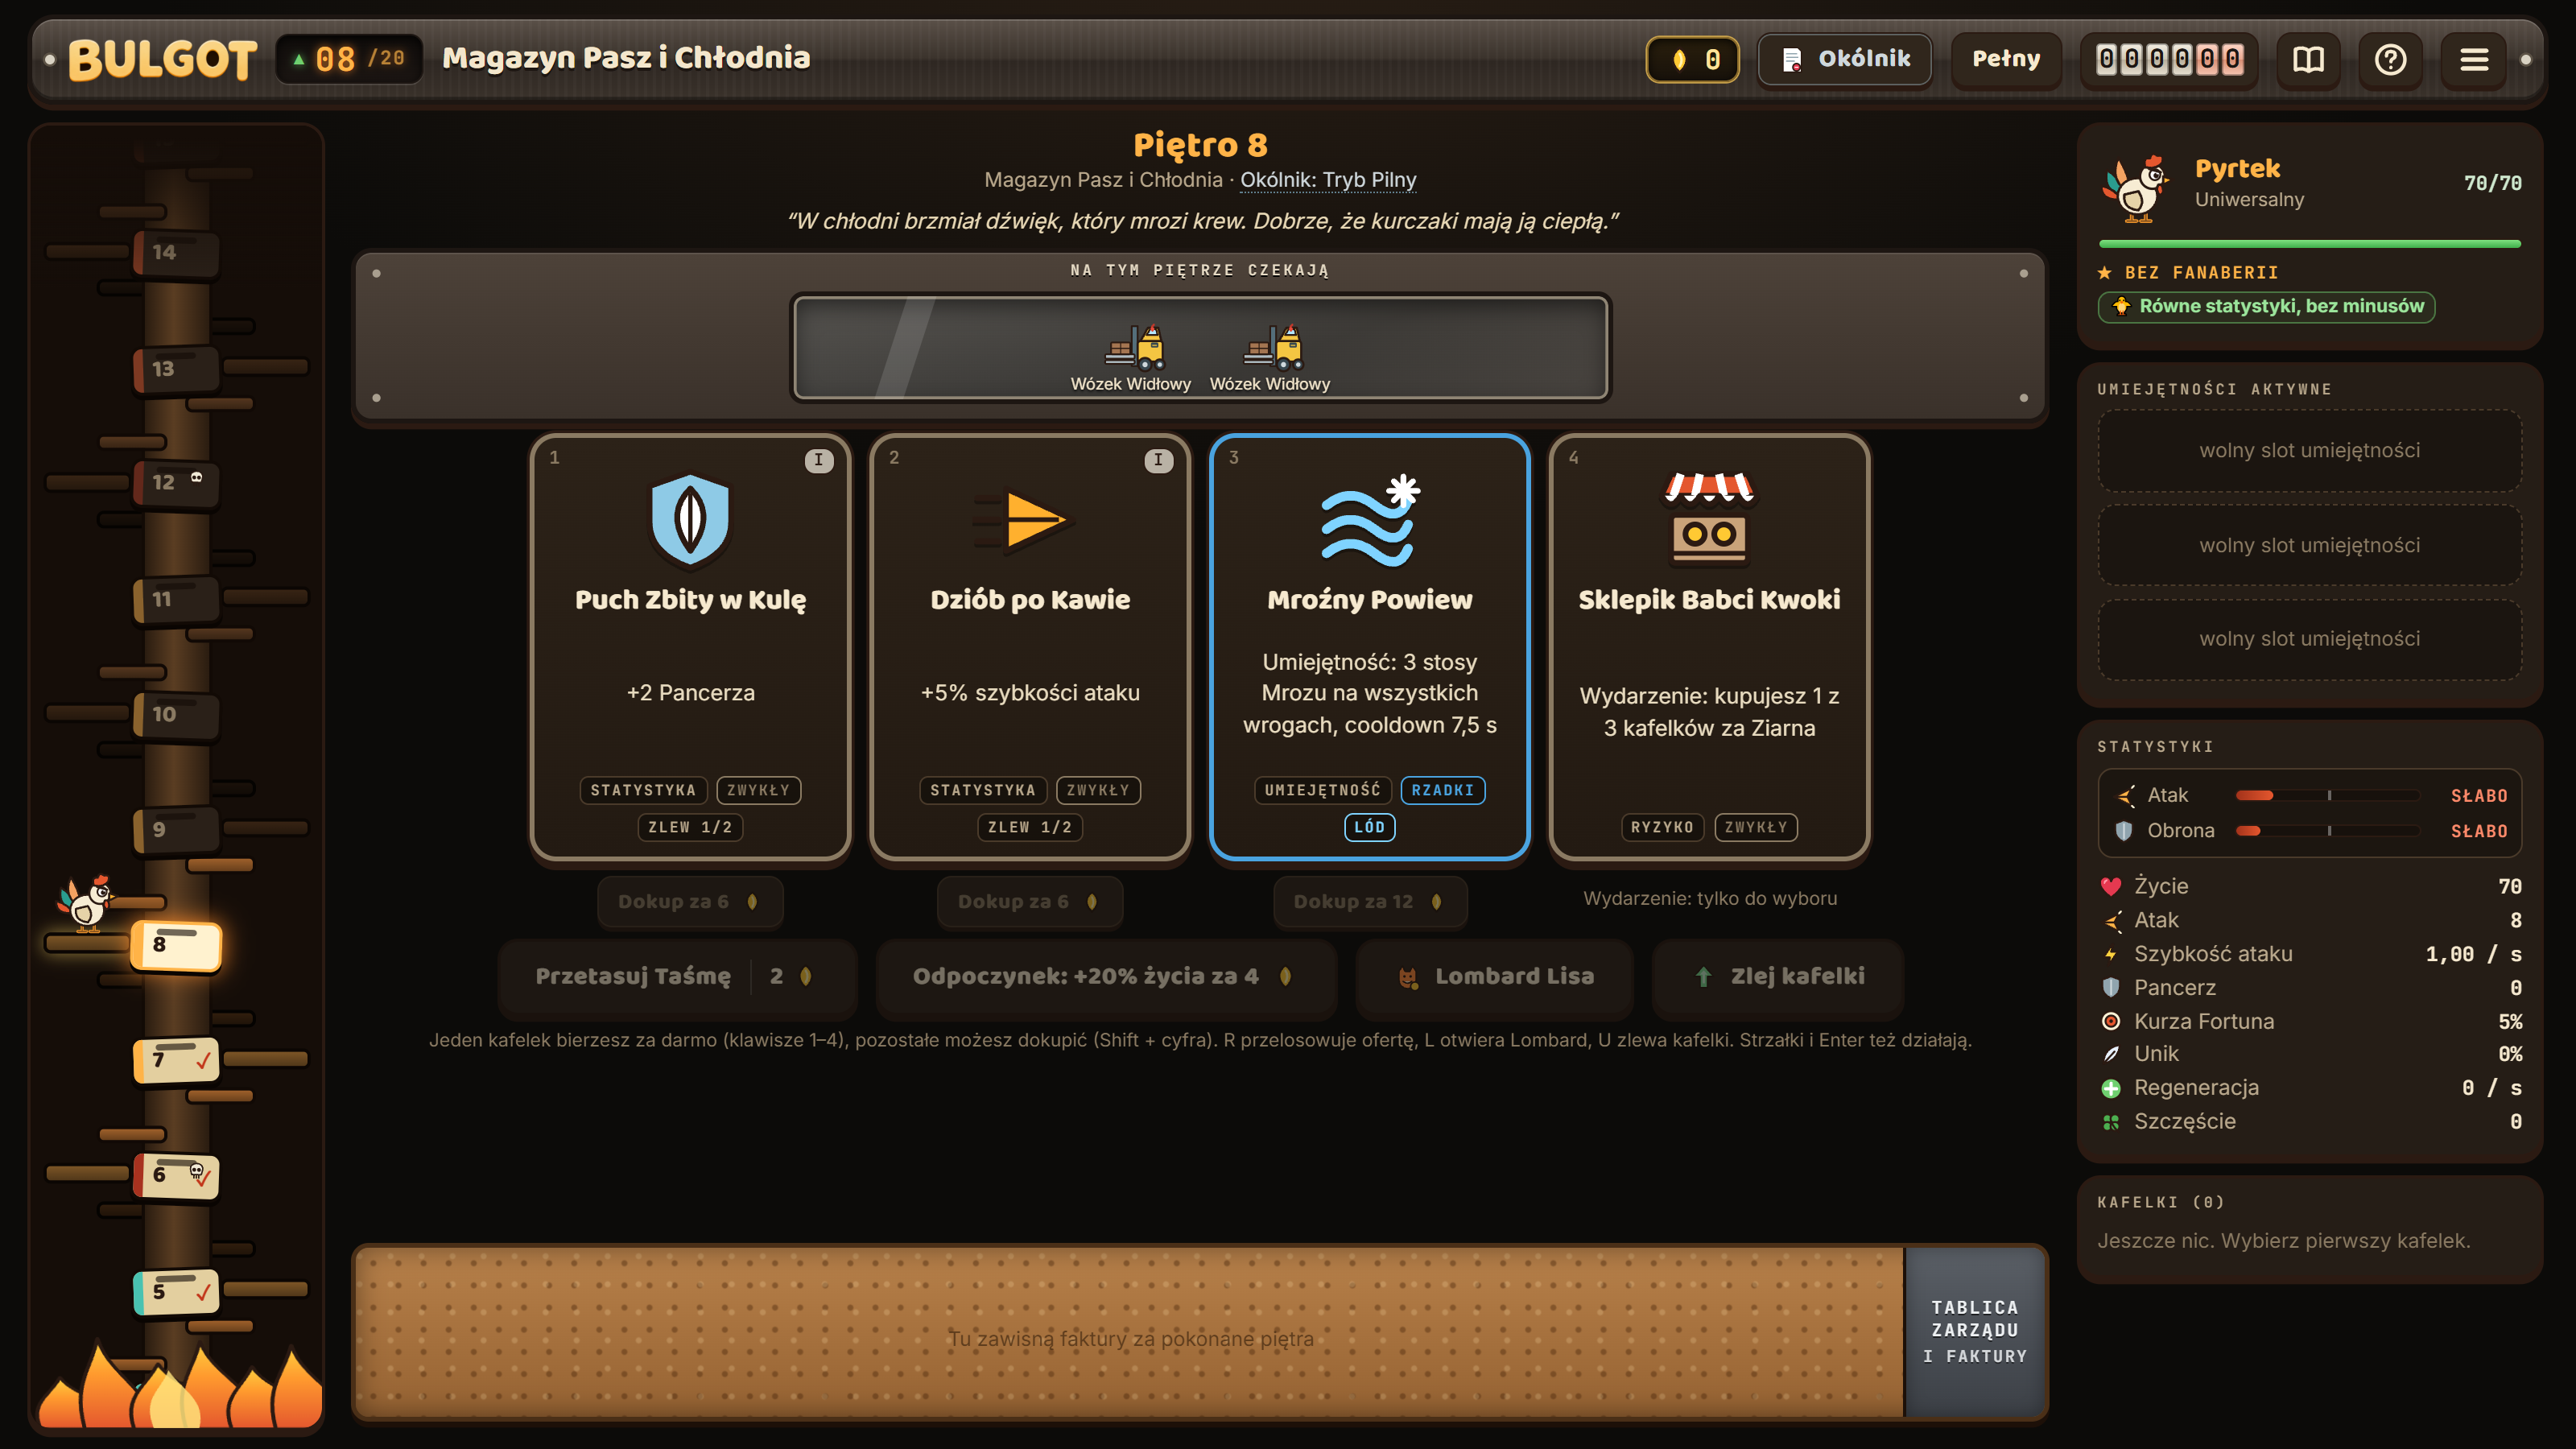 BULGOT
08 /20
Magazyn Pasz i Chłodnia
0
Okólnik
Pełny
000000
Piętro 8
Magazyn Pasz i Chłodnia · Okólnik: Tryb Pilny
“W chłodni brzmiał dźwięk, który mrozi krew. Dobrze, że kurczaki mają ją ciepłą.”
NA TYM PIĘTRZE CZEKAJĄ
Wózek Widłowy
Wózek Widłowy
14
13
12
11
10
9
8
7
6
5
1
I
Puch Zbity w Kulę
+2 Pancerza
STATYSTYKA
ZWYKŁY
ZLEW 1/2
Dokup za 6
2
I
Dziób po Kawie
+5% szybkości ataku
STATYSTYKA
ZWYKŁY
ZLEW 1/2
Dokup za 6
3
Mroźny Powiew
Umiejętność: 3 stosy
Mrozu na wszystkich
wrogach, cooldown 7,5 s
UMIEJĘTNOŚĆ
RZADKI
LÓD
Dokup za 12
4
Sklepik Babci Kwoki
Wydarzenie: kupujesz 1 z
3 kafelków za Ziarna
RYZYKO
ZWYKŁY
Wydarzenie: tylko do wyboru
Przetasuj Taśmę 2
Odpoczynek: +20% życia za 4
Lombard Lisa
Zlej kafelki
Jeden kafelek bierzesz za darmo (klawisze 1–4), pozostałe możesz dokupić (Shift + cyfra). R przelosowuje ofertę, L otwiera Lombard, U zlewa kafelki. Strzałki i Enter też działają.
Tu zawisną faktury za pokonane piętra
TABLICA
ZARZĄDU
I FAKTURY
Pyrtek
Uniwersalny
70/70
★ BEZ FANABERII
Równe statystyki, bez minusów
UMIEJĘTNOŚCI AKTYWNE
wolny slot umiejętności
wolny slot umiejętności
wolny slot umiejętności
STATYSTYKI
Atak SŁABO
Obrona SŁABO
Życie 70
Atak 8
Szybkość ataku 1,00 / s
Pancerz 0
Kurza Fortuna 5%
Unik 0%
Regeneracja 0 / s
Szczęście 0
KAFELKI (0)
Jeszcze nic. Wybierz pierwszy kafelek.